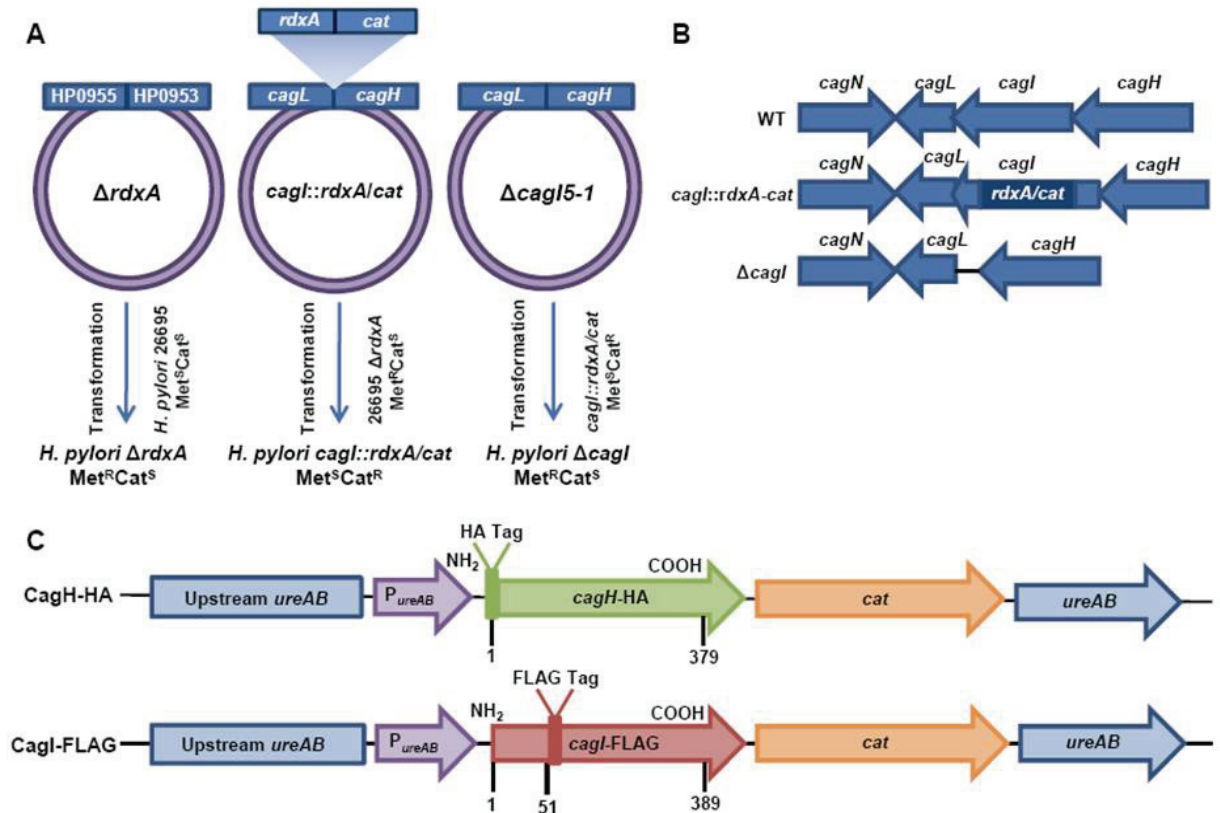 A
rdxA cat
HP0955 HP0953
cagL cagH
cagL cagH
ΔrdxA
cagI::rdxA/cat
ΔcagI5-1
Transformation
H. pylori 26695
MetˢCatˢ
Transformation
26695 ΔrdxA
MetᴿCatˢ
Transformation
cagI::rdxA/cat
MetˢCatᴿ
H. pylori ΔrdxA
MetᴿCatˢ
H. pylori cagI::rdxA/cat
MetˢCatᴿ
H. pylori ΔcagI
MetᴿCatˢ
B
cagN cagL cagI cagH
WT
cagN cagL cagI cagH
cagI::rdxA-cat rdxA/cat
cagN cagL cagH
ΔcagI
C
HA Tag
NH₂ COOH
CagH-HA Upstream ureAB PureAB cagH-HA cat ureAB
1 379
FLAG Tag
NH₂ COOH
CagI-FLAG Upstream ureAB PureAB cagI-FLAG cat ureAB
1 51 389